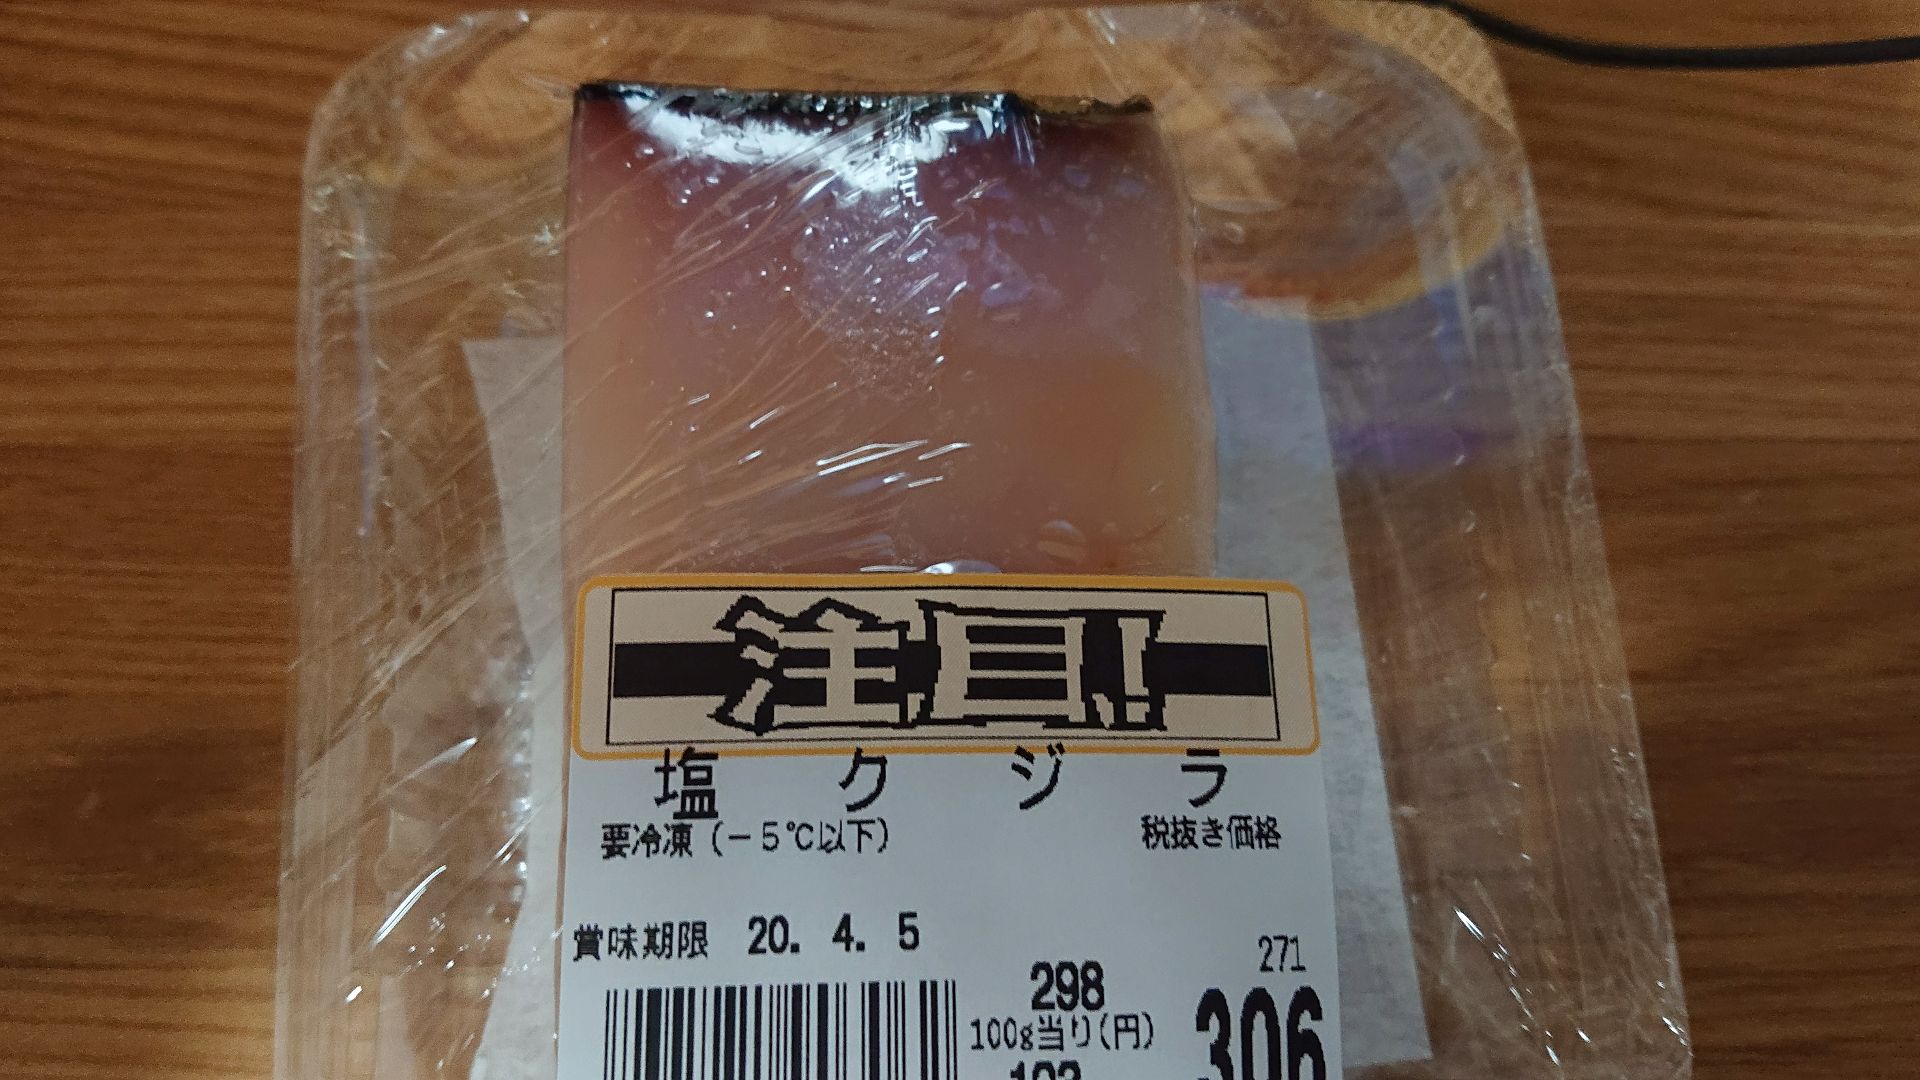 注目!
塩クジラ
要冷凍(−5℃以下) 税抜き価格
賞味期限 20. 4. 5
271
298
100g当り(円)
306